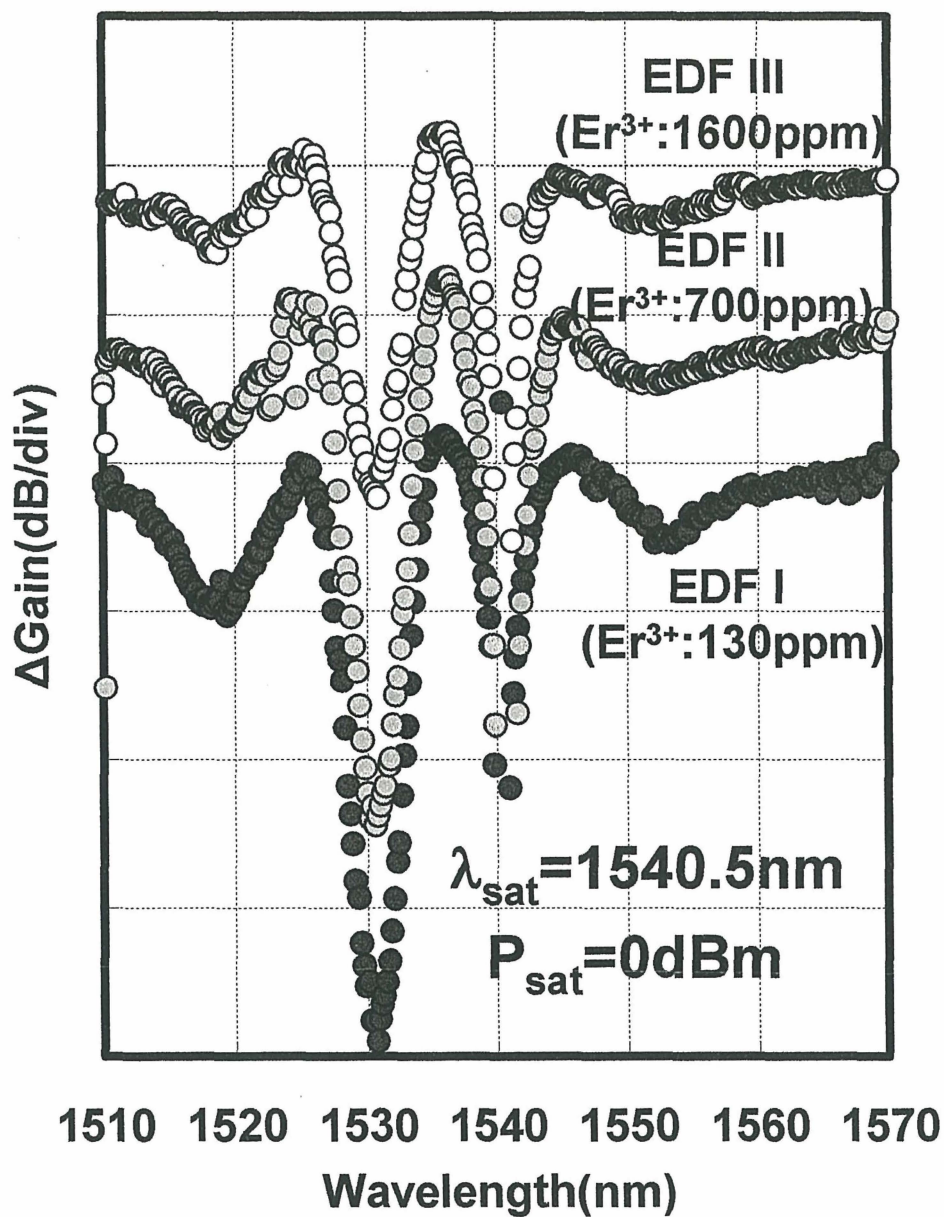 EDF III
(Er³⁺:1600ppm)
EDF II
(Er³⁺:700ppm)
EDF I
(Er³⁺:130ppm)
λsat=1540.5nm
Psat=0dBm
ΔGain(dB/div)
1510 1520 1530 1540 1550 1560 1570
Wavelength(nm)